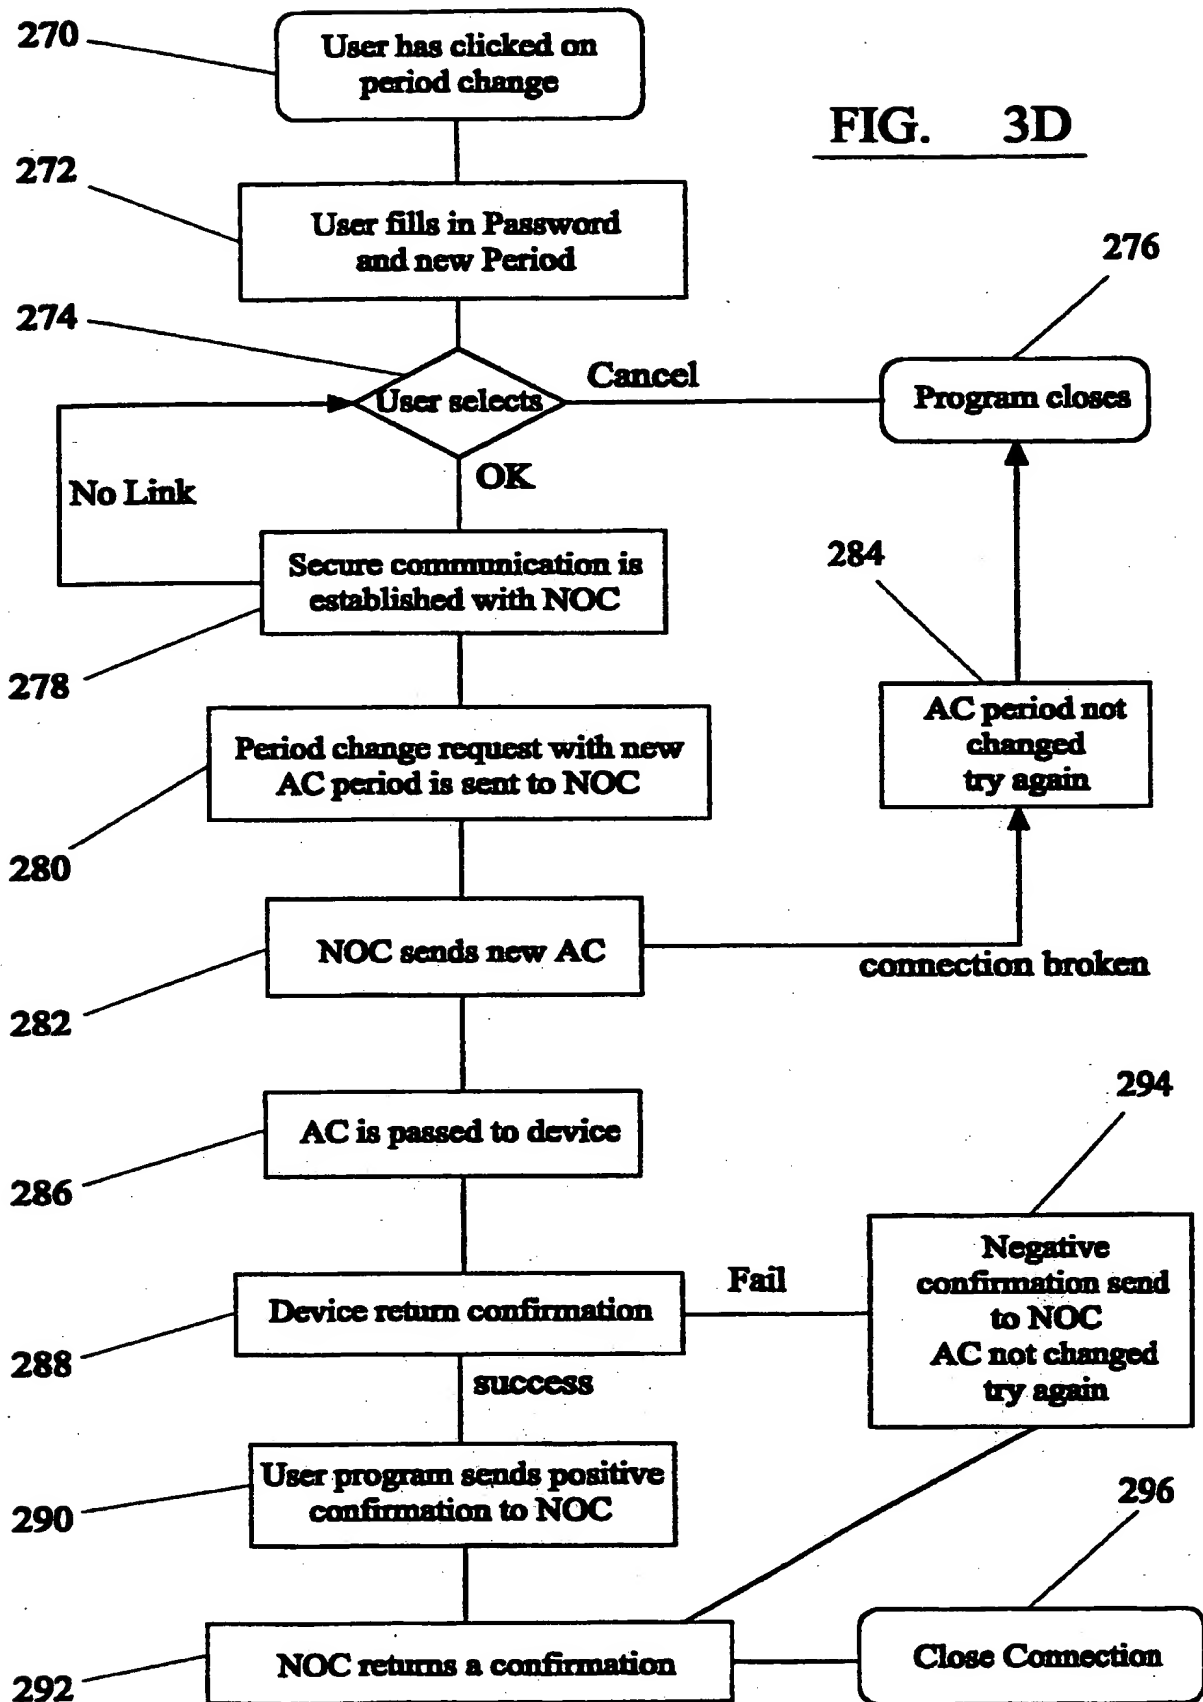 270
User has clicked on
period change
FIG. 3D
272
User fills in Password
and new Period
276
274
User selects
Cancel
Program closes
No Link
OK
284
Secure communication is
established with NOC
278
AC period not
changed
try again
Period change request with new
AC period is sent to NOC
280
NOC sends new AC
connection broken
282
294
AC is passed to device
286
Negative
confirmation send
to NOC
AC not changed
try again
Fail
Device return confirmation
288
success
User program sends positive
confirmation to NOC
290
296
NOC returns a confirmation
Close Connection
292